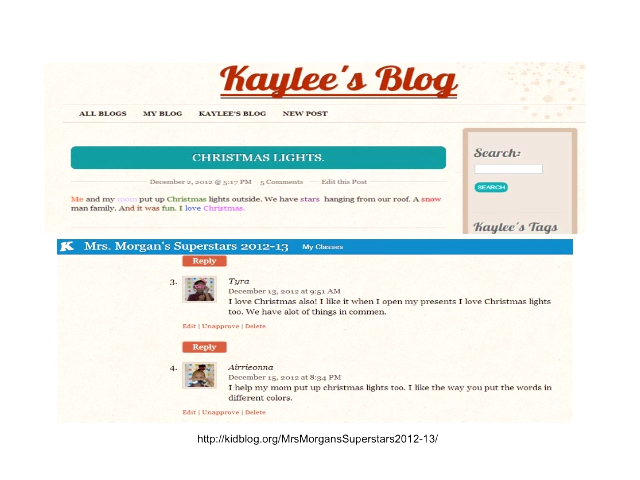 Kaylee's Blog
ALL BLOGS MY BLOG KAYLEE'S BLOG NEW POST
CHRISTMAS LIGHTS.
December 2, 2012 @ 5:17 PM 5 Comments Edit this Post
Me and my mom put up Christmas lights outside. We have stars hanging from our roof. A snow
man family. And it was fun. I love Christmas.
Search:
SEARCH
Kaylee's Tags
K Mrs. Morgan's Superstars 2012-13 My Classes
Reply
3. Tyra
December 13, 2012 at 9:51 AM
I love Christmas also! I like it when I open my presents I love Christmas lights
too. We have alot of things in commen.
Edit | Unapprove | Delete
Reply
4. Airrieonna
December 15, 2012 at 8:34 PM
I help my mom put up christmas lights too. I like the way you put the words in
different colors.
Edit | Unapprove | Delete
http://kidblog.org/MrsMorgansSuperstars2012-13/